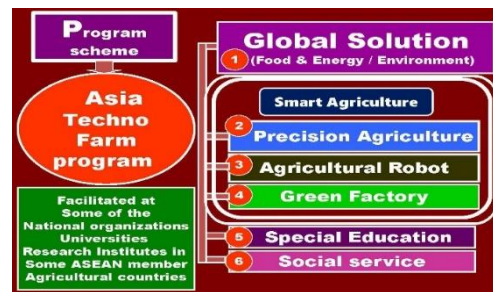 Program
scheme
Asia
Techno
Farm
program
Facilitated at
Some of the
National organizations
Universities
Research Institutes in
Some ASEAN member
Agricultural countries
Global Solution
1 (Food & Energy / Environment)
Smart Agriculture
2 Precision Agriculture
3 Agricultural Robot
4 Green Factory
5 Special Education
6 Social service